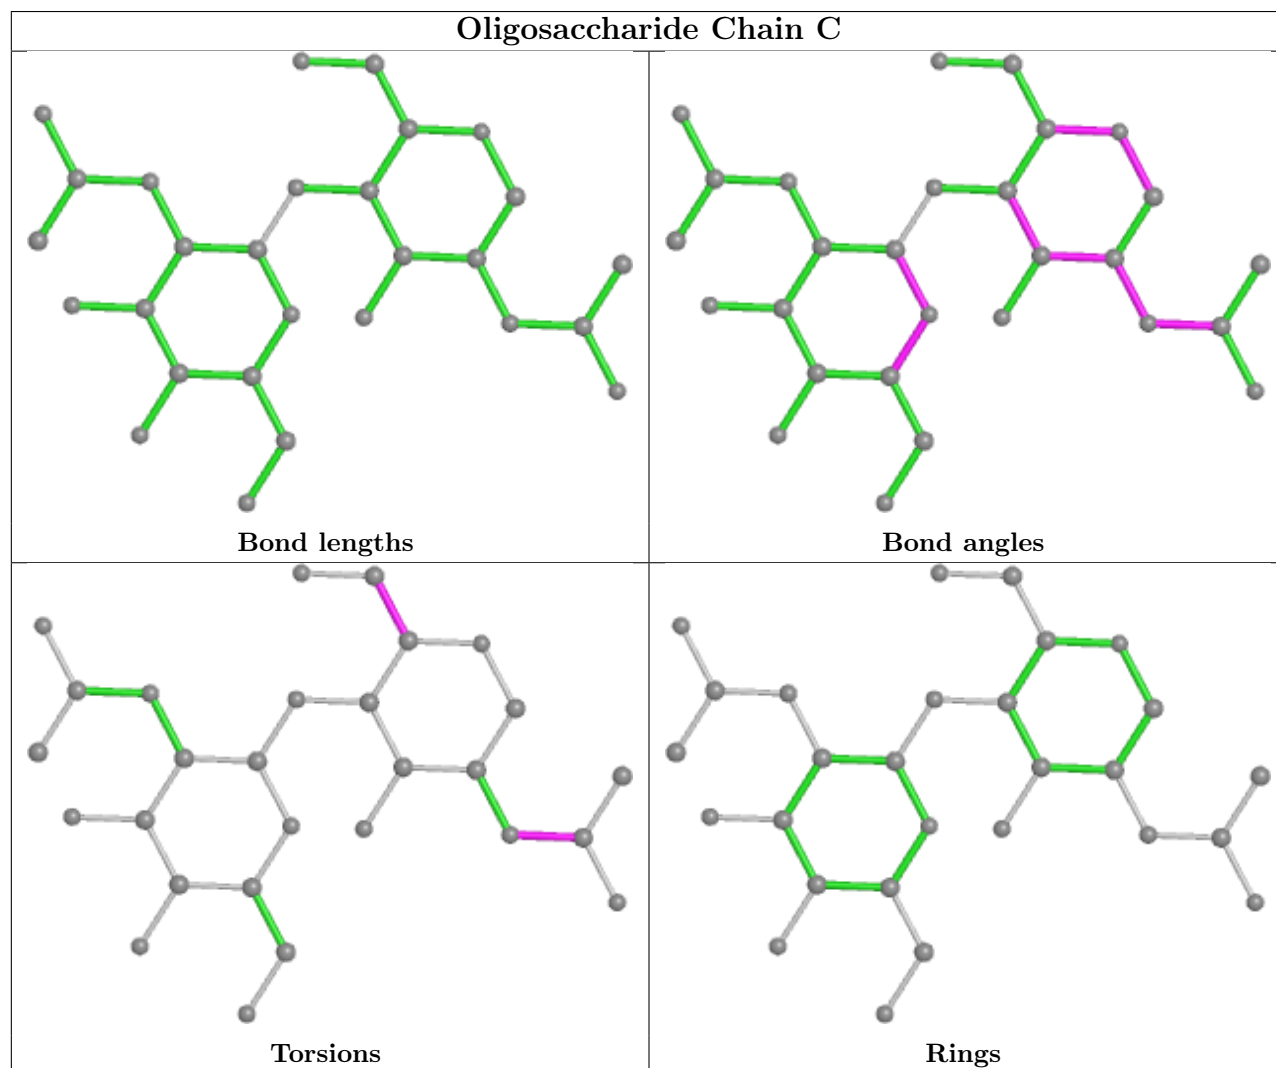 Oligosaccharide Chain C
Bond lengths
Bond angles
Torsions
Rings